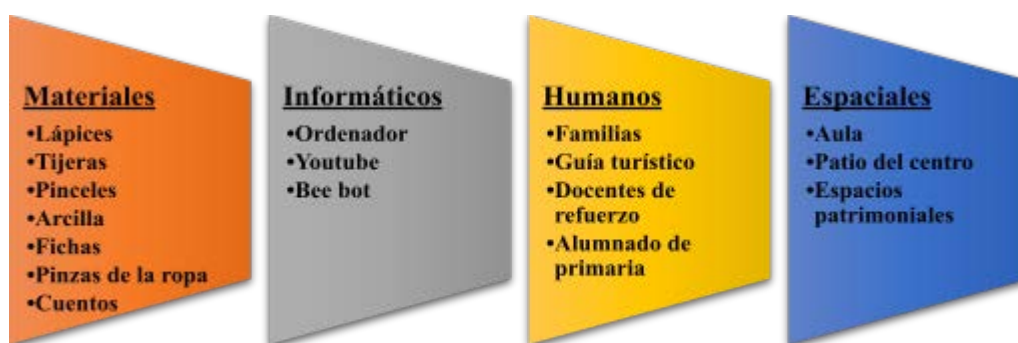 Materiales
•Lápices
•Tijeras
•Pinceles
•Arcilla
•Fichas
•Pinzas de la ropa
•Cuentos
Informáticos
•Ordenador
•Youtube
•Bee bot
Humanos
•Familias
•Guía turístico
•Docentes de
refuerzo
•Alumnado de
primaria
Espaciales
•Aula
•Patio del centro
•Espacios
patrimoniales